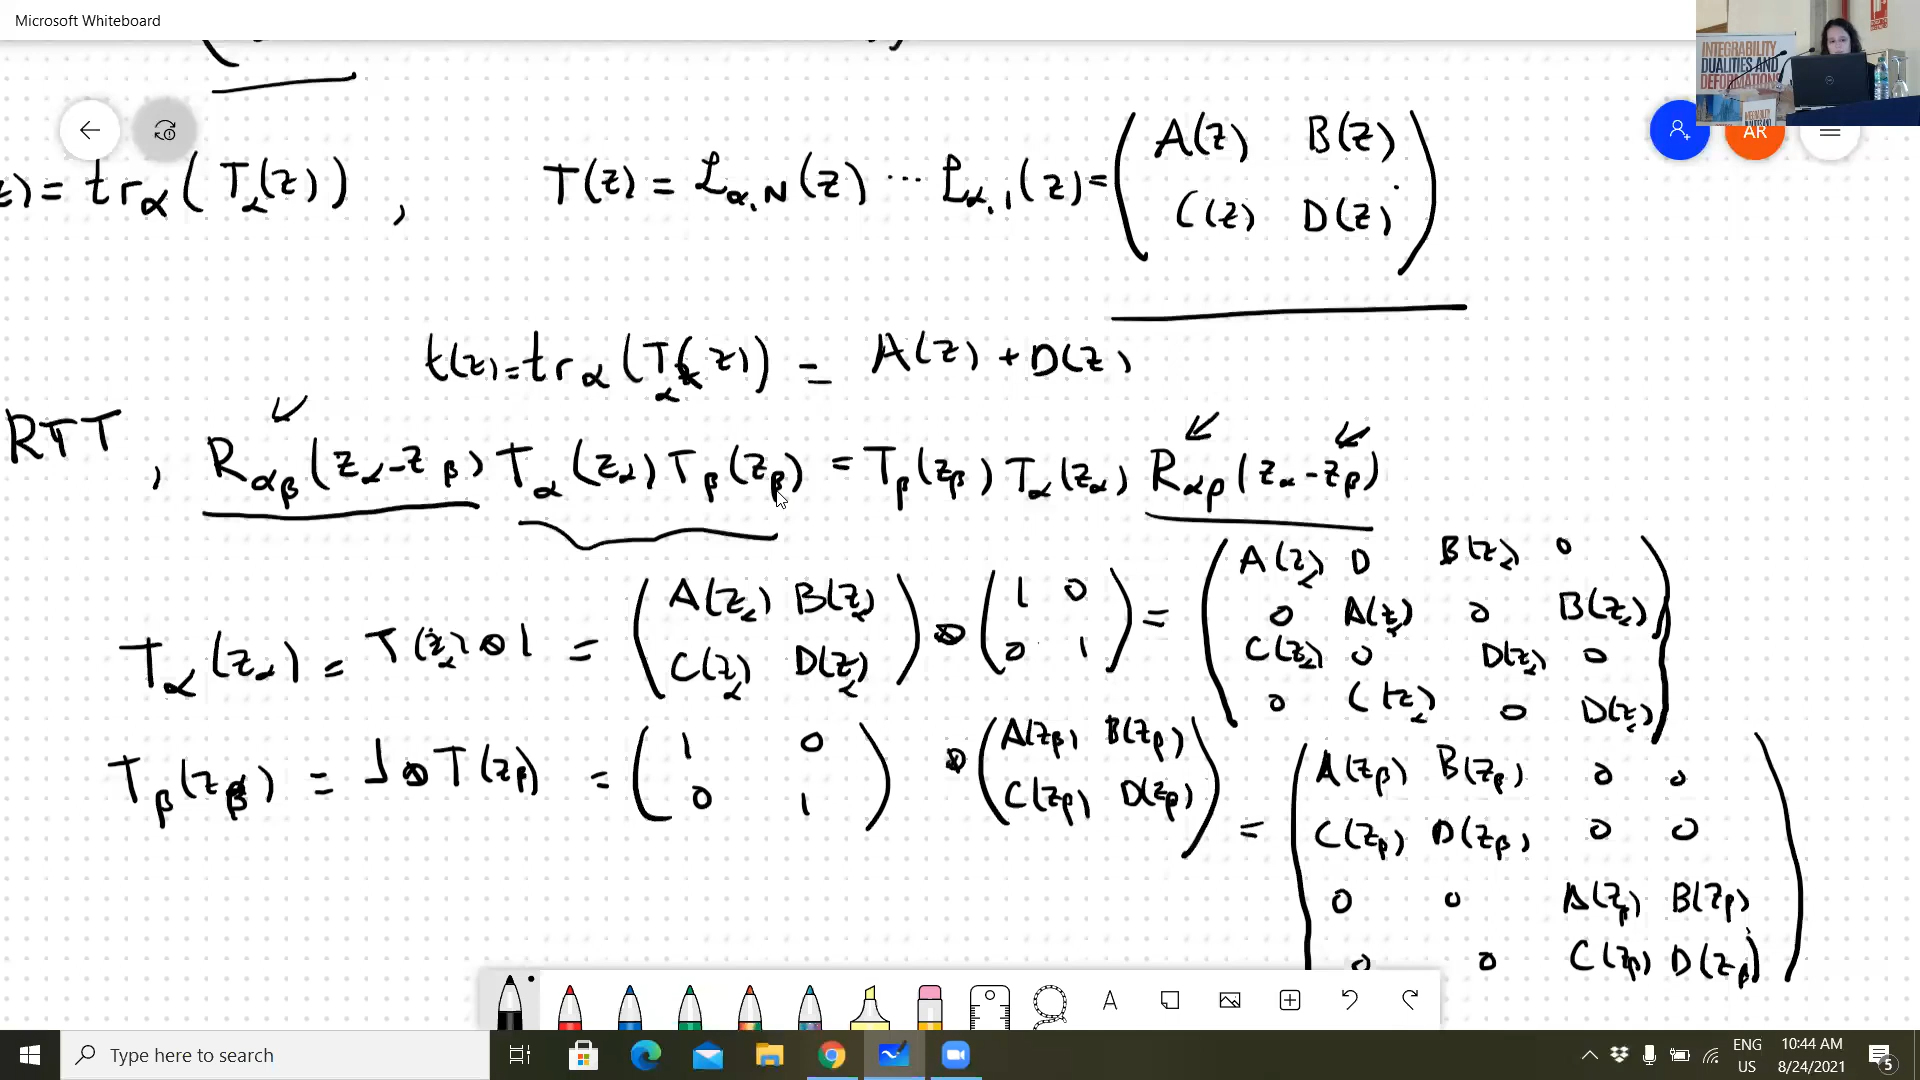 Microsoft Whiteboard
INTEGRABILITY
DUALITIES AND
DEFORMATIONS
AR
z) = tr_α ( T_α(z) ) , T(z) = ℒ_{α,N}(z) ⋯ ℒ_{α,1}(z) = ( A(z) B(z)
C(z) D(z) )
t(z) = tr_α ( T_α(z) ) = A(z) + D(z)
RTT , R_{αβ}(z_α - z_β) T_α(z_α) T_β(z_β) = T_β(z_β) T_α(z_α) R_{αβ}(z_α - z_β)
T_α(z_α) = T(z_α) ⊗ 1 = ( A(z_α) B(z_α) ; C(z_α) D(z_α) ) ⊗ ( 1 0 ; 0 1 ) = ( A(z_α) 0 B(z_α) 0
0 A(z_α) 0 B(z_α)
C(z_α) 0 D(z_α) 0
0 C(z_α) 0 D(z_α) )
T_β(z_β) = 1 ⊗ T(z_β) = ( 1 0 ; 0 1 ) ⊗ ( A(z_β) B(z_β) ; C(z_β) D(z_β) ) = ( A(z_β) B(z_β) 0 0
C(z_β) D(z_β) 0 0
0 0 A(z_β) B(z_β)
0 0 C(z_β) D(z_β) )
A
Type here to search
ENG
US
10:44 AM
8/24/2021
5